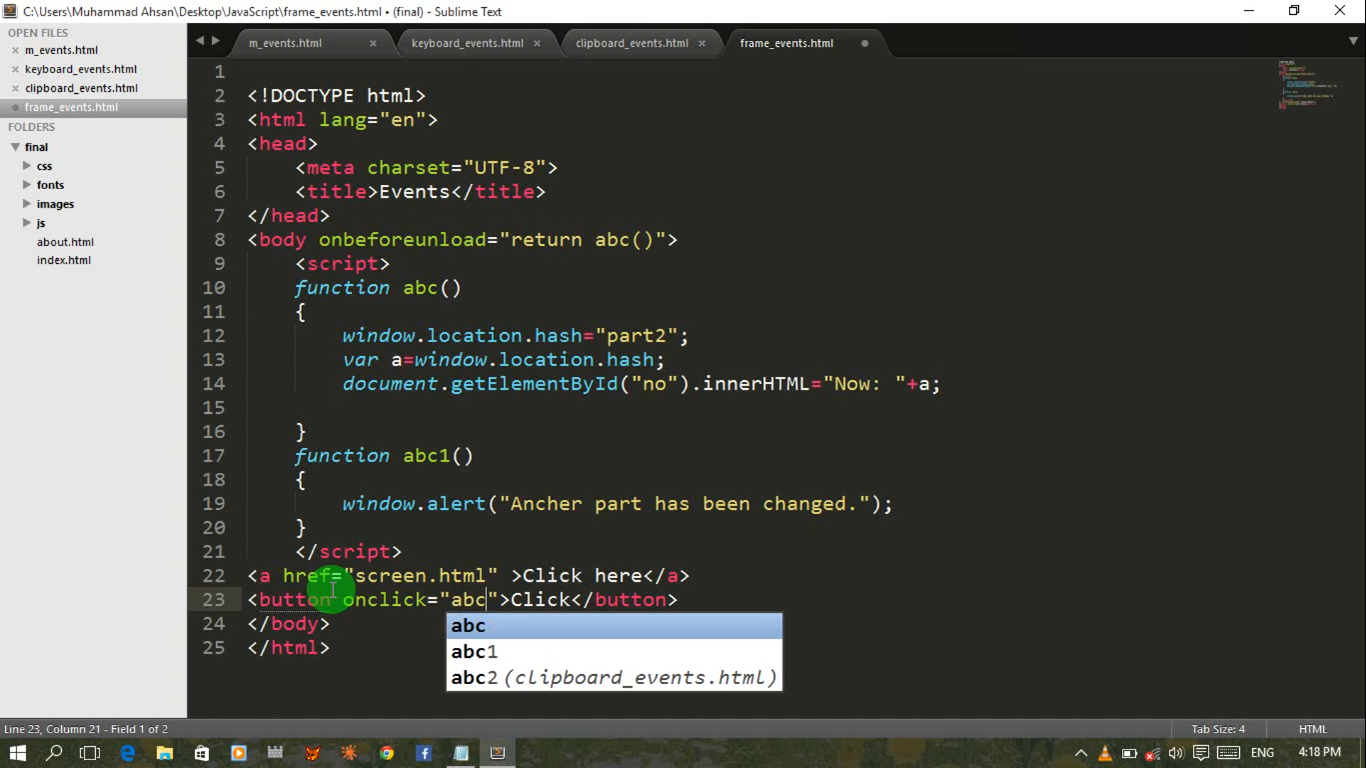 C:\Users\Muhammad Ahsan\Desktop\JavaScript\frame_events.html • (final) - Sublime Text
OPEN FILES
m_events.html
keyboard_events.html
clipboard_events.html
frame_events.html
FOLDERS
final
css
fonts
images
js
about.html
index.html
m_events.html keyboard_events.html clipboard_events.html frame_events.html
1
2 <!DOCTYPE html>
3 <html lang="en">
4 <head>
5 <meta charset="UTF-8">
6 <title>Events</title>
7 </head>
8 <body onbeforeunload="return abc()">
9 <script>
10 function abc()
11 {
12 window.location.hash="part2";
13 var a=window.location.hash;
14 document.getElementById("no").innerHTML="Now: "+a;
15
16 }
17 function abc1()
18 {
19 window.alert("Ancher part has been changed.");
20 }
21 </script>
22 <a href="screen.html" >Click here</a>
23 <button onclick="abc">Click</button>
24 </body>
25 </html>
abc
abc1
abc2 (clipboard_events.html)
Line 23, Column 21 - Field 1 of 2
Tab Size: 4
HTML
ENG
4:18 PM